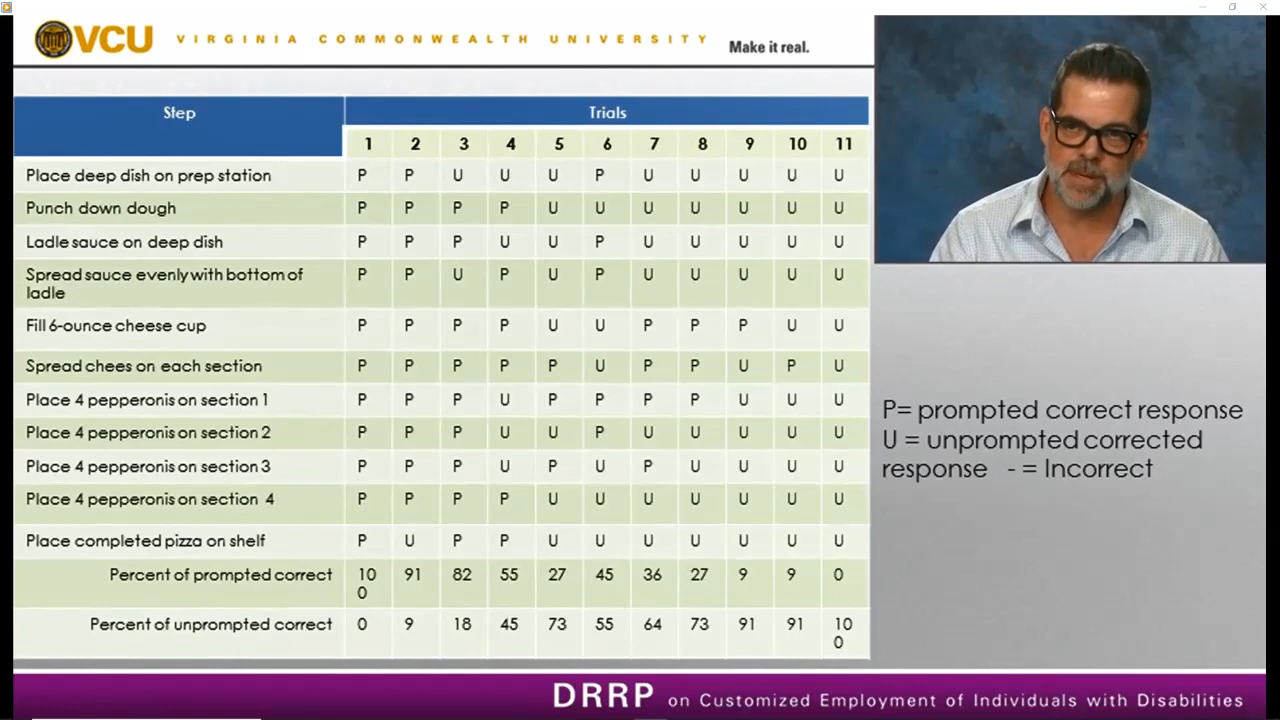 VCU VIRGINIA COMMONWEALTH UNIVERSITY Make it real.
Step Trials
1 2 3 4 5 6 7 8 9 10 11
Place deep dish on prep station P P U U U P U U U U U
Punch down dough P P P P U U U U U U U
Ladle sauce on deep dish P P P U U P U U U U U
Spread sauce evenly with bottom of P P U P U P U U U U U
ladle
Fill 6-ounce cheese cup P P P P U U P P P U U
Spread chees on each section P P P P P U P P U P U
Place 4 pepperonis on section 1 P P P U P P P P U U U
Place 4 pepperonis on section 2 P P P U U P U U U U U
Place 4 pepperonis on section 3 P P P U P U P U U U U
Place 4 pepperonis on section 4 P P P P U U U U U U U
Place completed pizza on shelf P U P P U U U U U U U
Percent of prompted correct 10 91 82 55 27 45 36 27 9 9 0
0
Percent of unprompted correct 0 9 18 45 73 55 64 73 91 91 10
0
P= prompted correct response
U = unprompted corrected
response - = Incorrect
DRRP on Customized Employment of Individuals with Disabilities